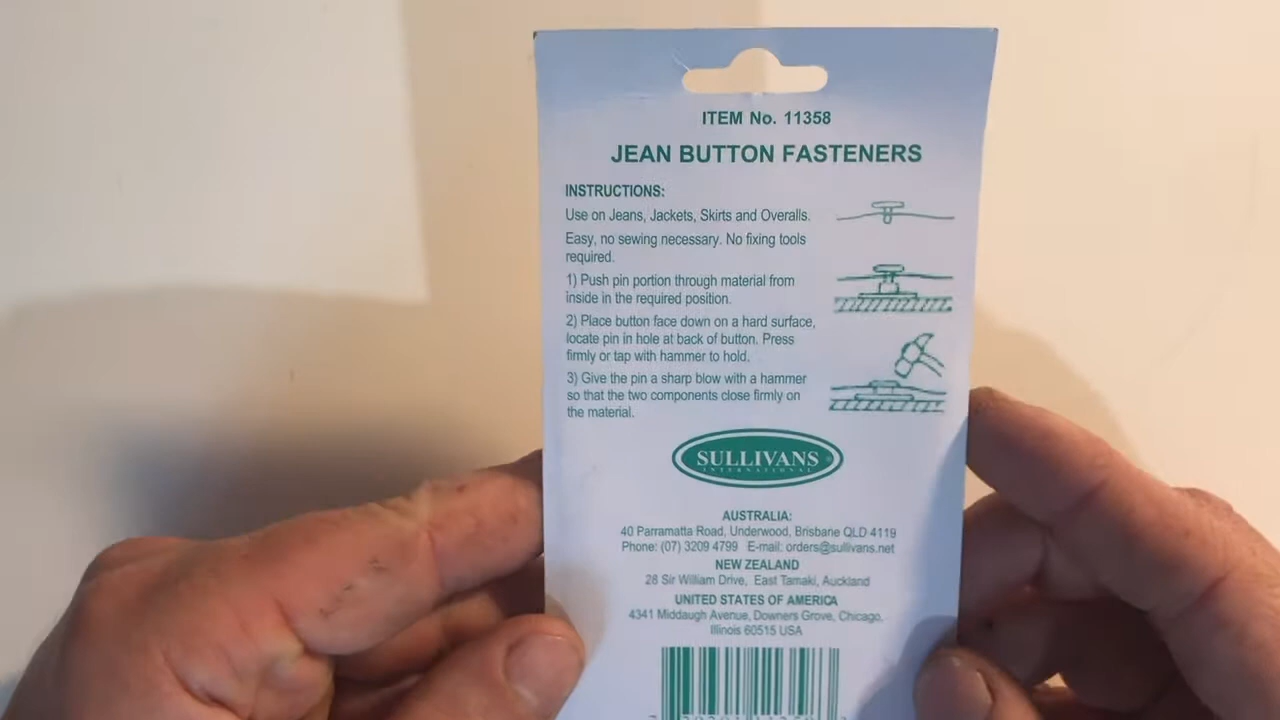 ITEM No. 11358
JEAN BUTTON FASTENERS
INSTRUCTIONS:
Use on Jeans, Jackets, Skirts and Overalls.
Easy, no sewing necessary. No fixing tools
required.
1) Push pin portion through material from
inside in the required position.
2) Place button face down on a hard surface,
locate pin in hole at back of button. Press
firmly or tap with hammer to hold.
3) Give the pin a sharp blow with a hammer
so that the two components close firmly on
the material.
SULLIVANS
INTERNATIONAL
AUSTRALIA:
40 Parramatta Road, Underwood, Brisbane QLD 4119
Phone: (07) 3209 4799 E-mail: orders@sullivans.net
NEW ZEALAND
28 Sir William Drive, East Tamaki, Auckland
UNITED STATES OF AMERICA
4341 Middaugh Avenue, Downers Grove, Chicago,
Illinois 60515 USA